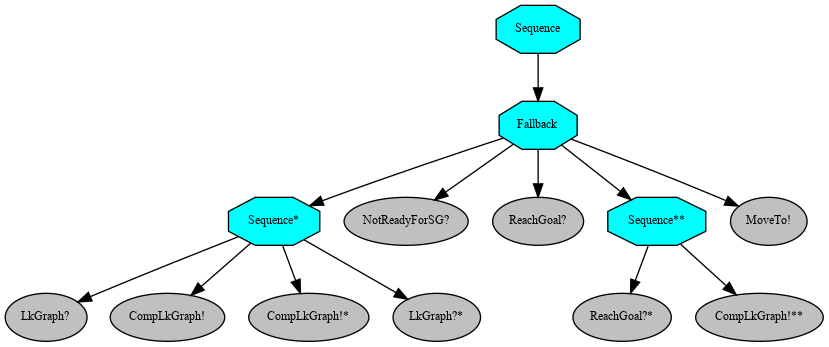 Sequence
Fallback
Sequence*
NotReadyForSG?
ReachGoal?
Sequence**
MoveTo!
LkGraph?
CompLkGraph!
CompLkGraph!*
LkGraph?*
ReachGoal?*
CompLkGraph!**